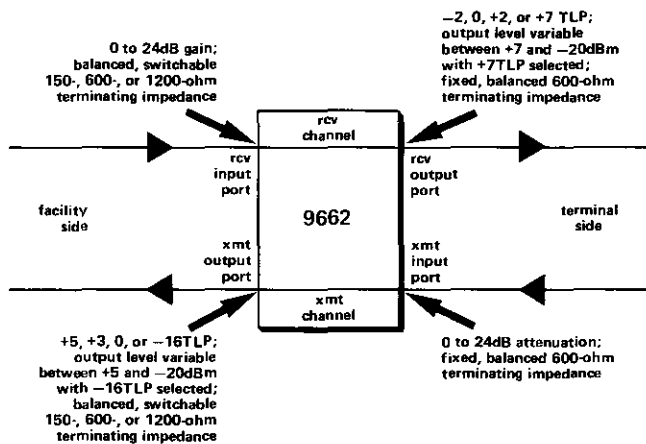 0 to 24dB gain;
balanced, switchable
150-, 600-, or 1200-ohm
terminating impedance
−2, 0, +2, or +7 TLP;
output level variable
between +7 and −20dBm
with +7TLP selected;
fixed, balanced 600-ohm
terminating impedance
rcv
channel
rcv
input
port
rcv
output
port
facility
side
9662
terminal
side
xmt
output
port
xmt
input
port
xmt
channel
+5, +3, 0, or −16TLP;
output level variable
between +5 and −20dBm
with −16TLP selected;
balanced, switchable
150-, 600-, or 1200-ohm
terminating impedance
0 to 24dB attenuation;
fixed, balanced 600-ohm
terminating impedance